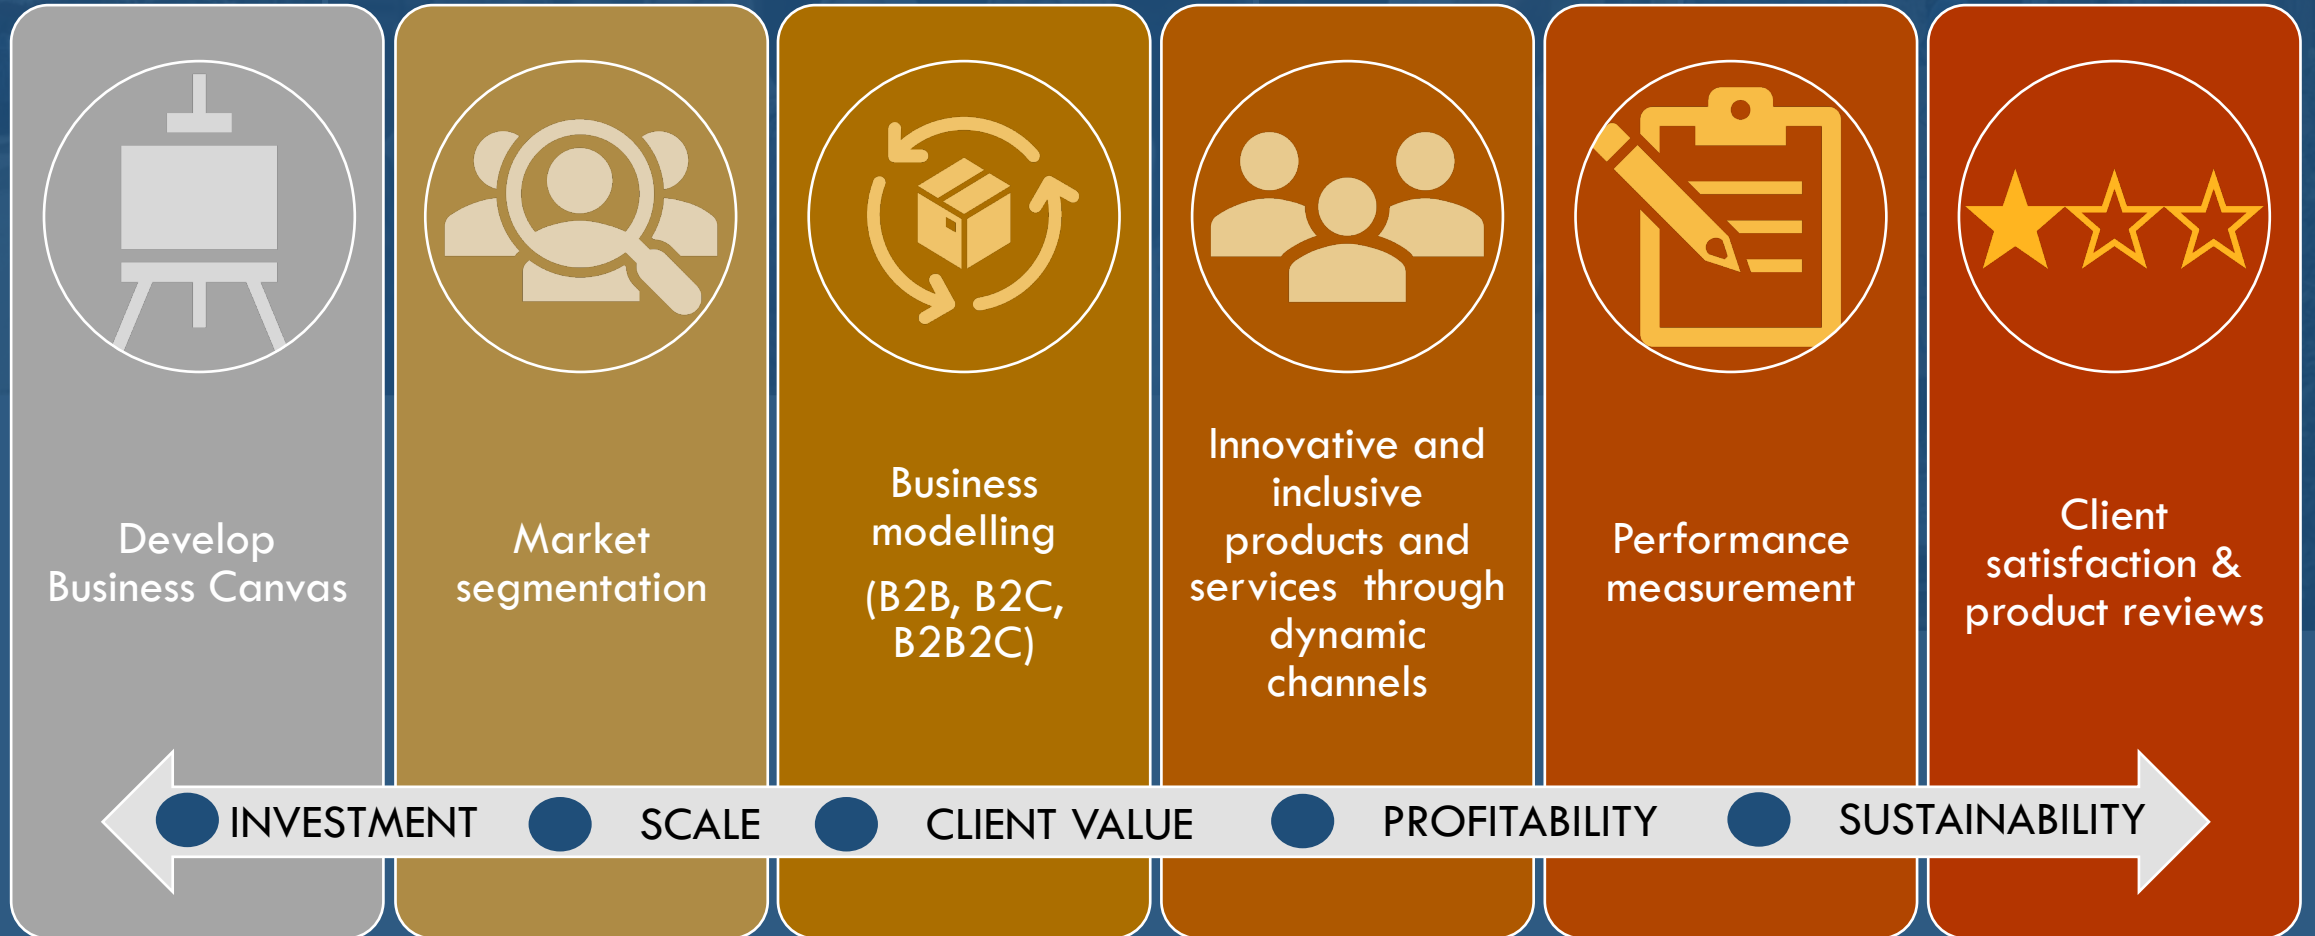 Develop
Business Canvas
Market
segmentation
Business
modelling
(B2B, B2C,
B2B2C)
Innovative and
inclusive
products and
services through
dynamic
channels
Performance
measurement
Client
satisfaction &
product reviews
INVESTMENT
SCALE
CLIENT VALUE
PROFITABILITY
SUSTAINABILITY